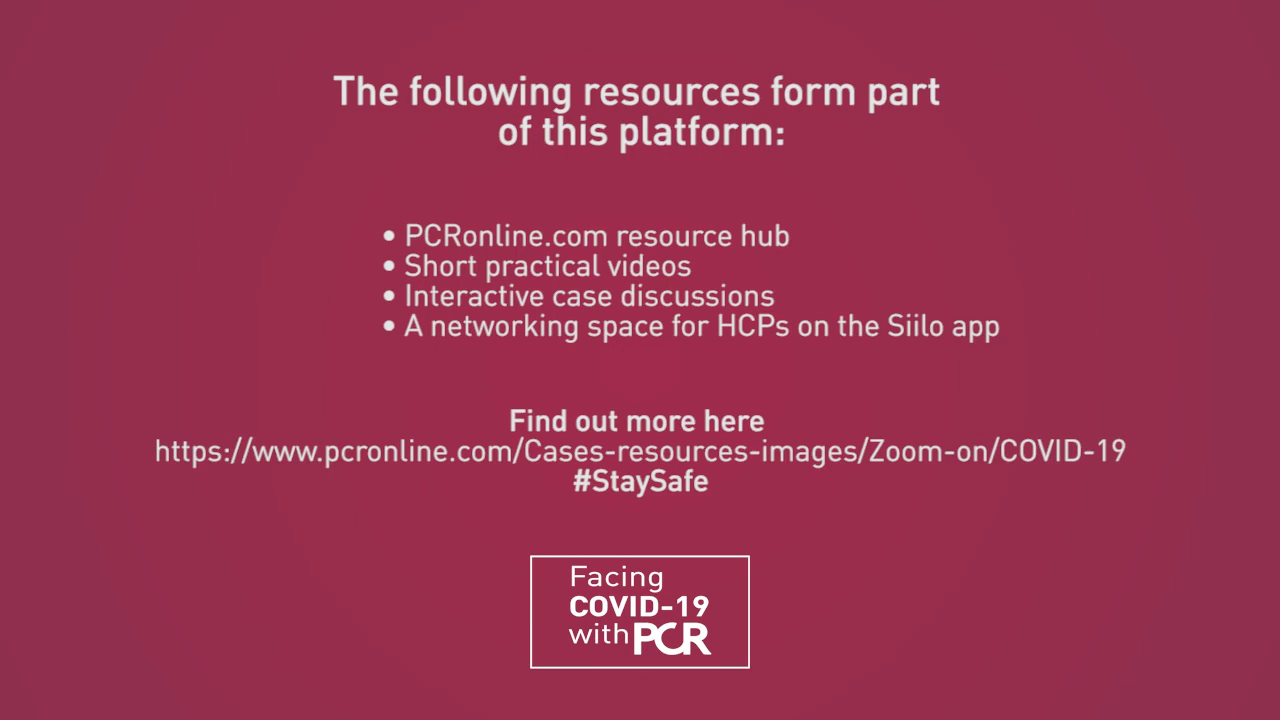 The following resources form part
of this platform:
• PCRonline.com resource hub
• Short practical videos
• Interactive case discussions
• A networking space for HCPs on the Siilo app
Find out more here
https://www.pcronline.com/Cases-resources-images/Zoom-on/COVID-19
#StaySafe
Facing
COVID-19
with PCR